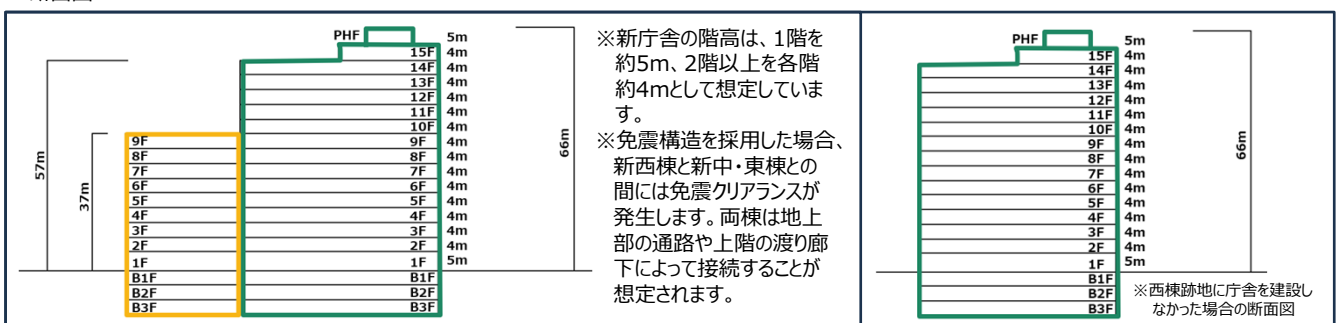 PHF 5m
15F 4m
14F 4m
13F 4m
12F 4m
11F 4m
10F 4m
9F 9F 4m
8F 8F 4m
7F 7F 4m
6F 6F 4m
5F 5F 4m
4F 4F 4m
3F 3F 4m
2F 2F 4m
1F 1F 5m
B1F B1F
B2F B2F
B3F B3F
57m
37m
66m
※新庁舎の階高は、1階を
約5m、2階以上を各階
約4mとして想定していま
す。
※免震構造を採用した場合、
新西棟と新中・東棟との
間には免震クリアランスが
発生します。両棟は地上
部の通路や上階の渡り廊
下によって接続することが
想定されます。
PHF 5m
15F 4m
14F 4m
13F 4m
12F 4m
11F 4m
10F 4m
9F 4m
8F 4m
7F 4m
6F 4m
5F 4m
4F 4m
3F 4m
2F 4m
1F 5m
B1F
B2F
B3F
66m
※西棟跡地に庁舎を建設し
なかった場合の断面図